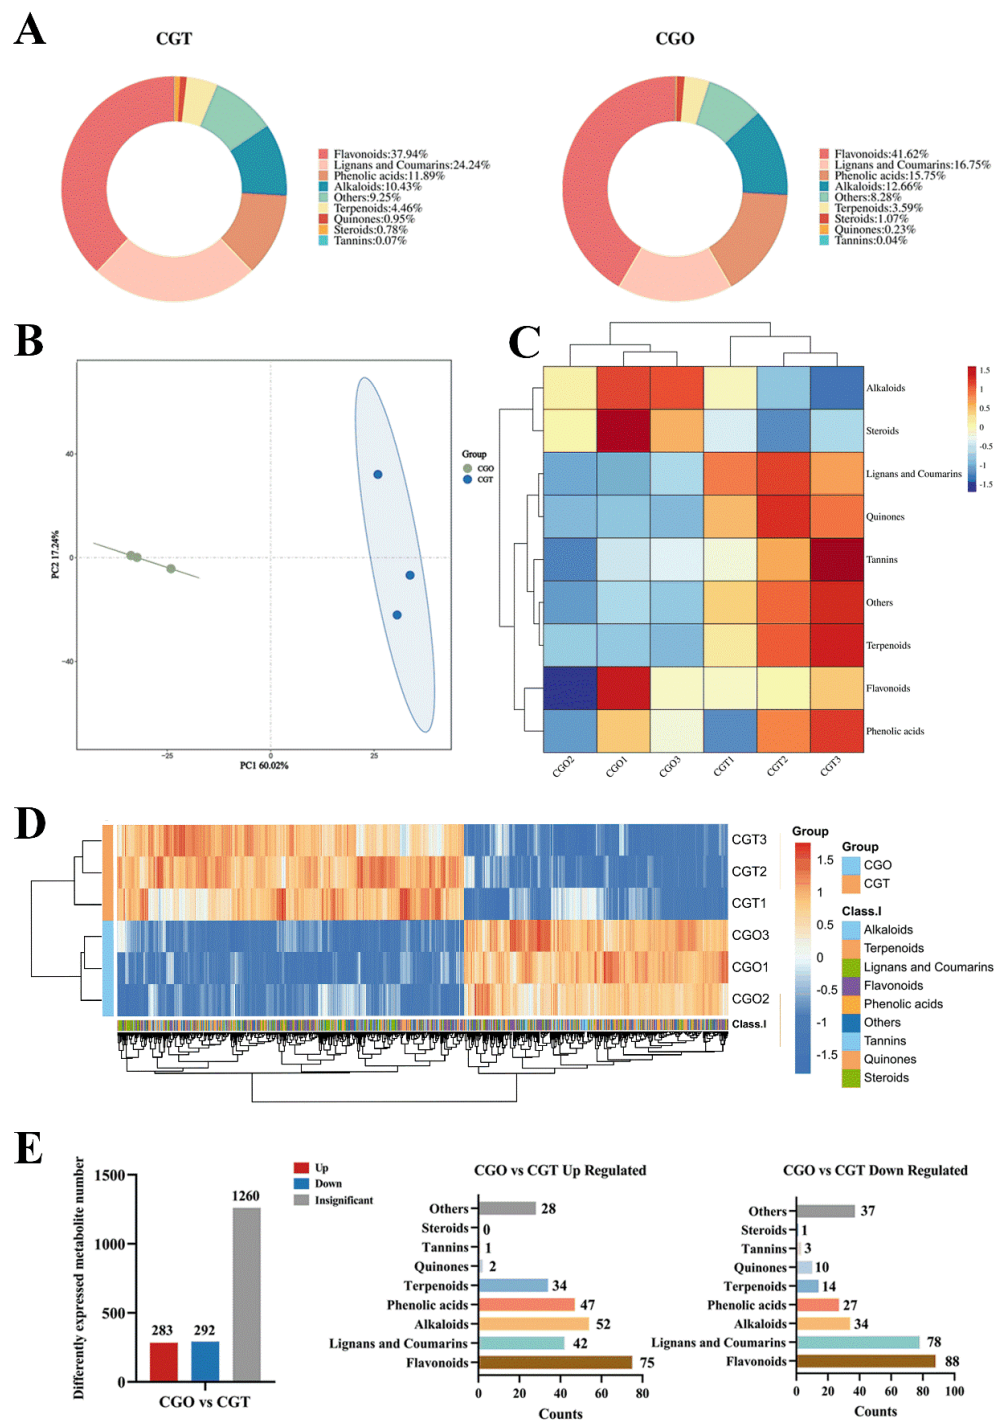 A
CGT
CGO
Flavonoids:37.94%
Lignans and Coumarins:24.24%
Phenolic acids:11.89%
Alkaloids:10.43%
Others:9.25%
Terpenoids:4.46%
Quinones:0.95%
Steroids:0.78%
Tannins:0.07%
Flavonoids:41.62%
Lignans and Coumarins:16.75%
Phenolic acids:15.75%
Alkaloids:12.66%
Others:8.28%
Terpenoids:3.59%
Steroids:1.07%
Quinones:0.23%
Tannins:0.04%
B
PC2 17.24%
40
0
−40
−25
0
25
PC1 60.02%
Group
CGO
CGT
C
Alkaloids
Steroids
Lignans and Coumarins
Quinones
Tannins
Others
Terpenoids
Flavonoids
Phenolic acids
CGO2
CGO1
CGO3
CGT1
CGT2
CGT3
1.5
1
0.5
0
-0.5
-1
-1.5
D
CGT3
CGT2
CGT1
CGO3
CGO1
CGO2
Class.I
Group
1.5
1
0.5
0
-0.5
-1
-1.5
Group
CGO
CGT
Class.I
Alkaloids
Terpenoids
Lignans and Coumarins
Flavonoids
Phenolic acids
Others
Tannins
Quinones
Steroids
E
Differently expressed metabolite number
1500
1000
500
0
283
292
1260
CGO vs CGT
Up
Down
Insignificant
CGO vs CGT Up Regulated
Others 28
Steroids 0
Tannins 1
Quinones 2
Terpenoids 34
Phenolic acids 47
Alkaloids 52
Lignans and Coumarins 42
Flavonoids 75
0 20 40 60 80
Counts
CGO vs CGT Down Regulated
Others 37
Steroids 1
Tannins 3
Quinones 10
Terpenoids 14
Phenolic acids 27
Alkaloids 34
Lignans and Coumarins 78
Flavonoids 88
0 20 40 60 80 100
Counts